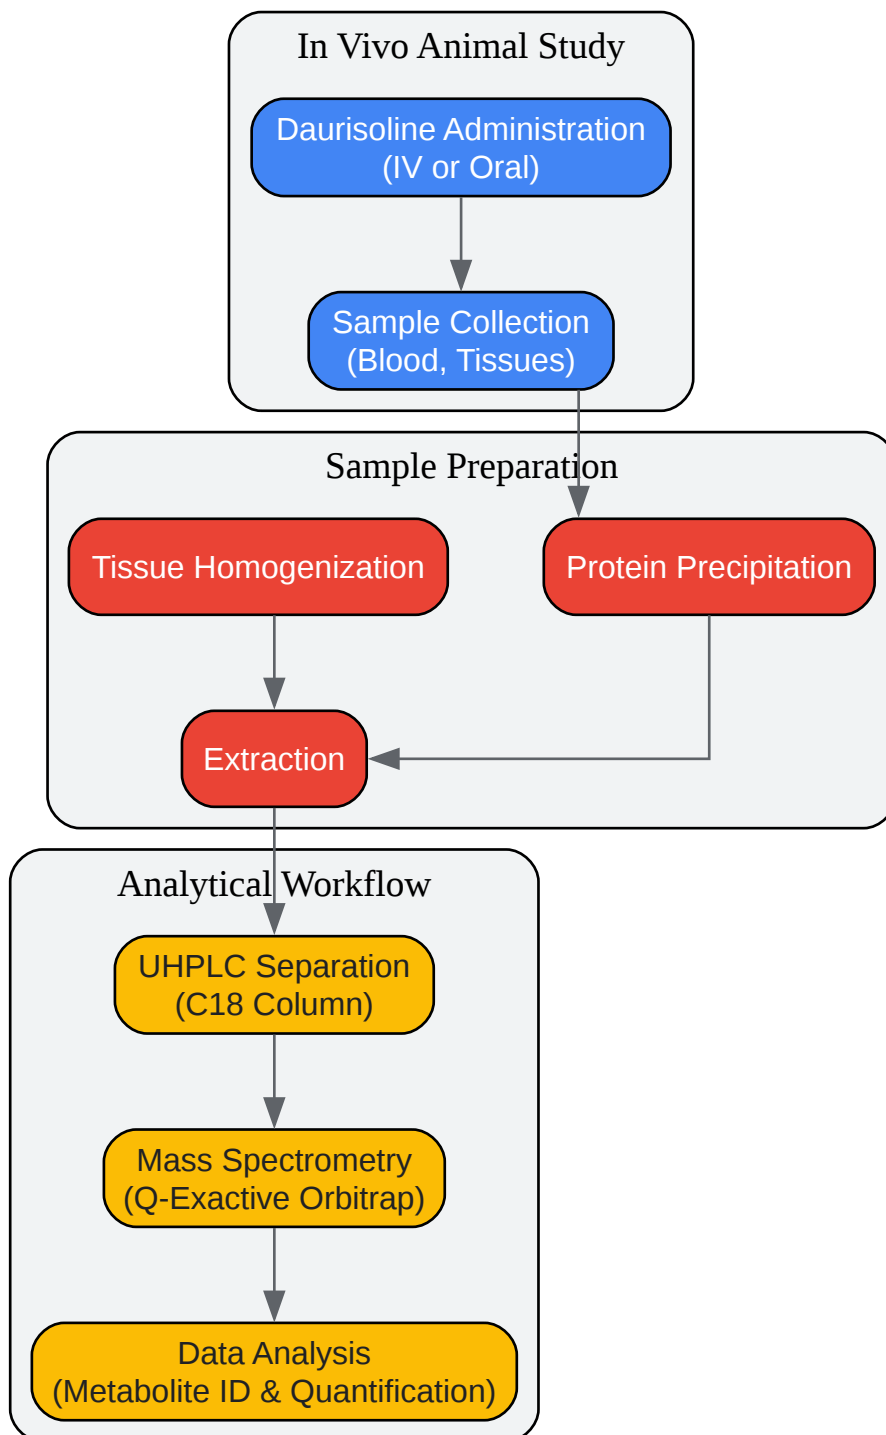 In Vivo Animal Study
Daurisoline Administration
(IV or Oral)
Sample Collection
(Blood, Tissues)
Sample Preparation
Tissue Homogenization
Protein Precipitation
Extraction
Analytical Workflow
UHPLC Separation
(C18 Column)
Mass Spectrometry
(Q-Exactive Orbitrap)
Data Analysis
(Metabolite ID & Quantification)